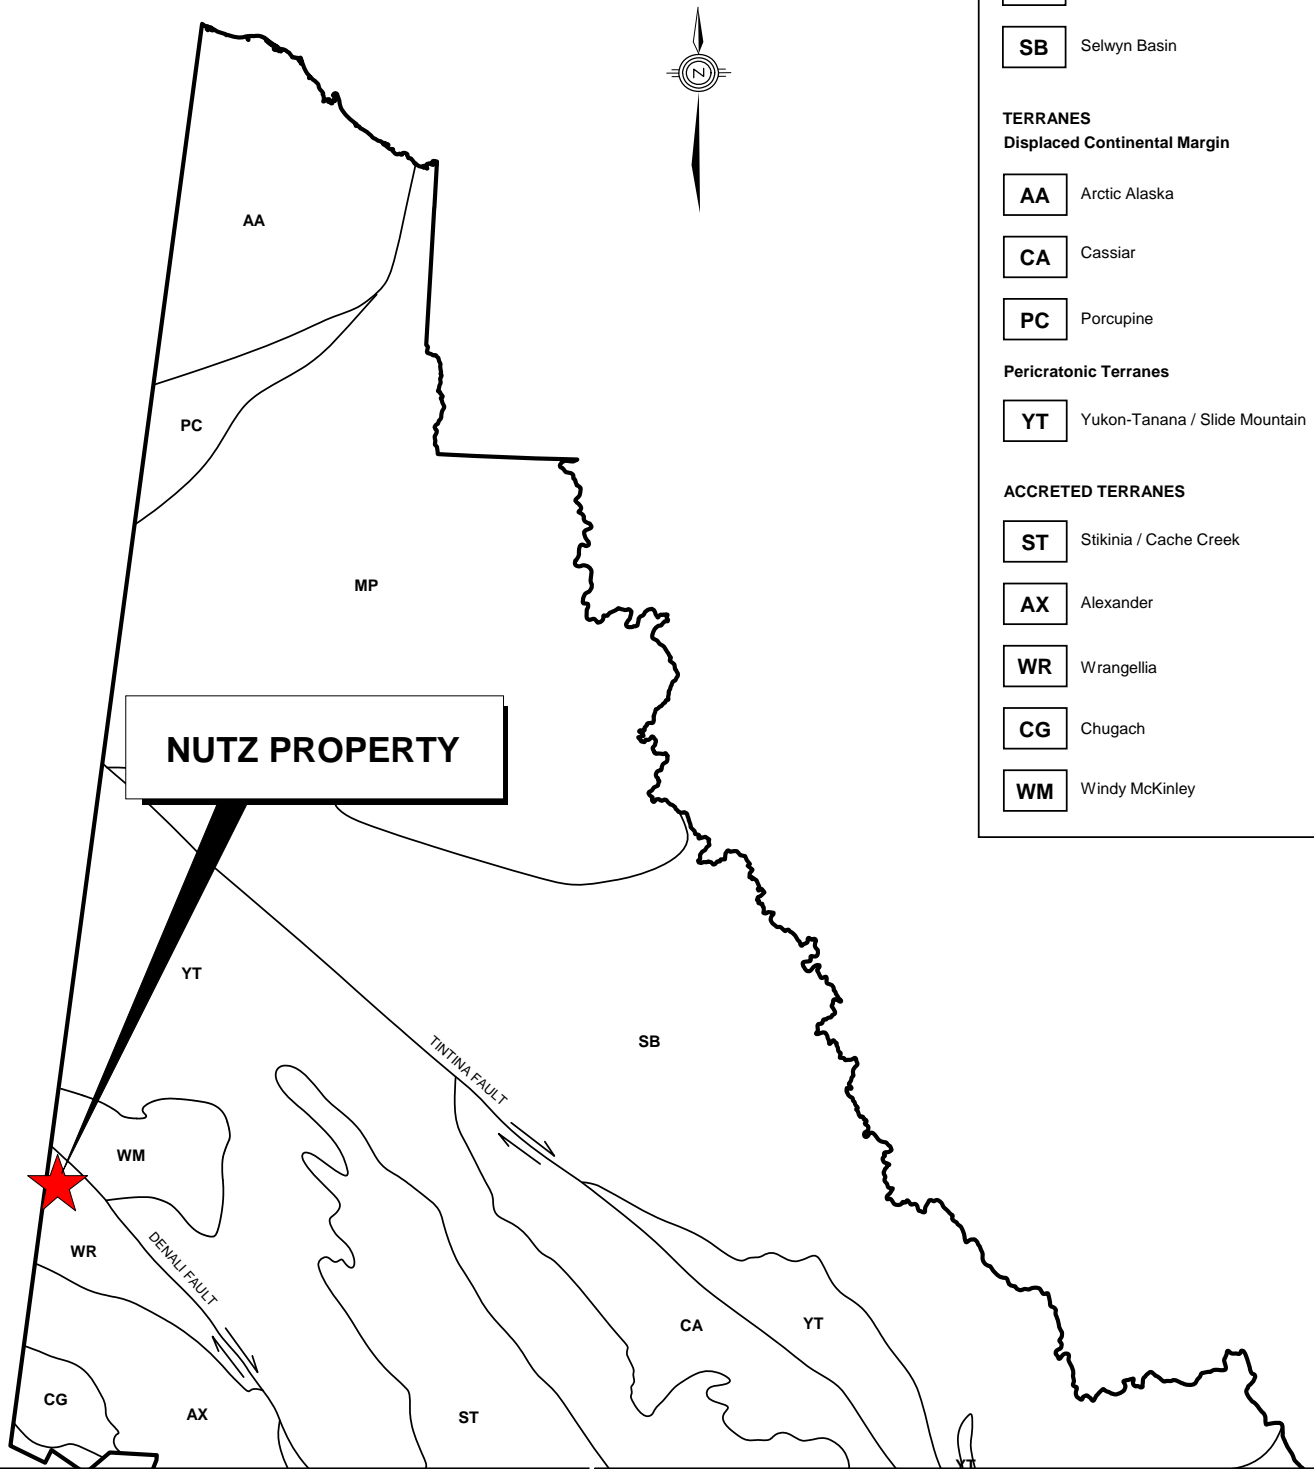 N
SB Selwyn Basin
TERRANES
Displaced Continental Margin
AA Arctic Alaska
CA Cassiar
PC Porcupine
Pericratonic Terranes
YT Yukon-Tanana / Slide Mountain
ACCRETED TERRANES
ST Stikinia / Cache Creek
AX Alexander
WR Wrangellia
CG Chugach
WM Windy McKinley
AA
PC
MP
NUTZ PROPERTY
YT
SB
TINTINA FAULT
WM
WR
DENALI FAULT
CA
YT
CG
AX
ST
YT